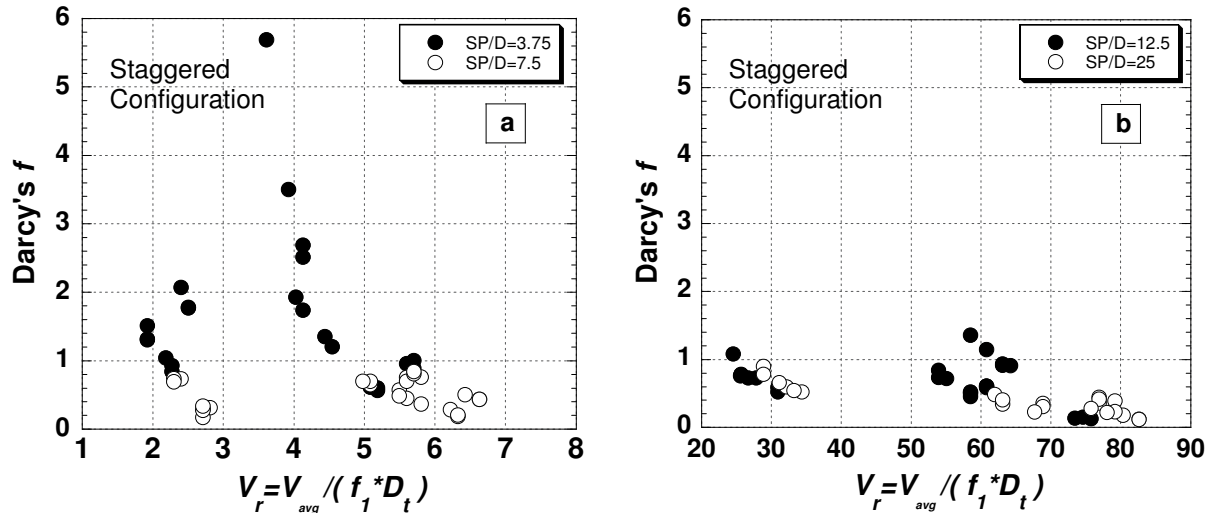 6
5
4
3
2
1
0
Darcy's f
Staggered
Configuration
SP/D=3.75
SP/D=7.5
a
1 2 3 4 5 6 7 8
V_r=V_avg/(f_1*D_t)
6
5
4
3
2
1
0
Darcy's f
Staggered
Configuration
SP/D=12.5
SP/D=25
b
20 30 40 50 60 70 80 90
V_r=V_avg/(f_1*D_t)